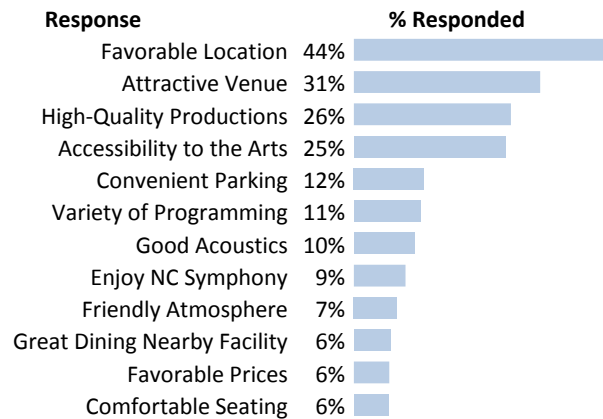 Response % Responded
Favorable Location 44%
Attractive Venue 31%
High-Quality Productions 26%
Accessibility to the Arts 25%
Convenient Parking 12%
Variety of Programming 11%
Good Acoustics 10%
Enjoy NC Symphony 9%
Friendly Atmosphere 7%
Great Dining Nearby Facility 6%
Favorable Prices 6%
Comfortable Seating 6%